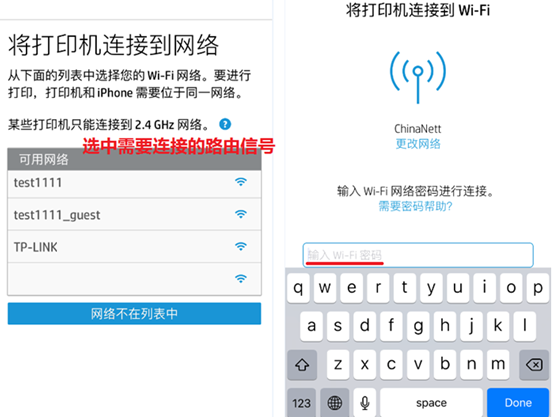 将打印机连接到网络
从下面的列表中选择您的 Wi-Fi 网络。要进行
打印，打印机和 iPhone 需要位于同一网络。
某些打印机只能连接到 2.4 GHz 网络。 ?
选中需要连接的路由信号
可用网络
test1111
test1111_guest
TP-LINK
网络不在列表中
将打印机连接到 Wi-Fi
ChinaNett
更改网络
输入 Wi-Fi 网络密码进行连接。
需要密码帮助？
输入 Wi-Fi 密码
q w e r t y u i o p
a s d f g h j k l
z x c v b n m
123 space Done